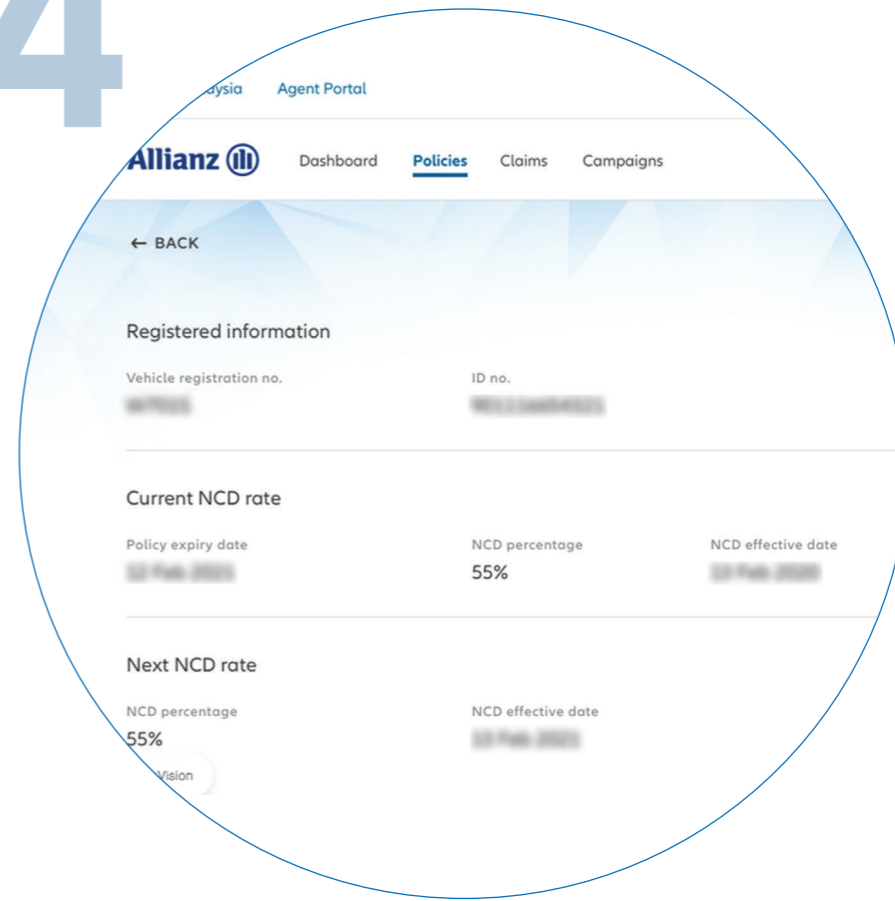 4
Agent Portal
Allianz
Dashboard Policies Claims Campaigns
← BACK
Registered information
Vehicle registration no. ID no.
Current NCD rate
Policy expiry date NCD percentage NCD effective date
55%
Next NCD rate
NCD percentage NCD effective date
55%
Vision